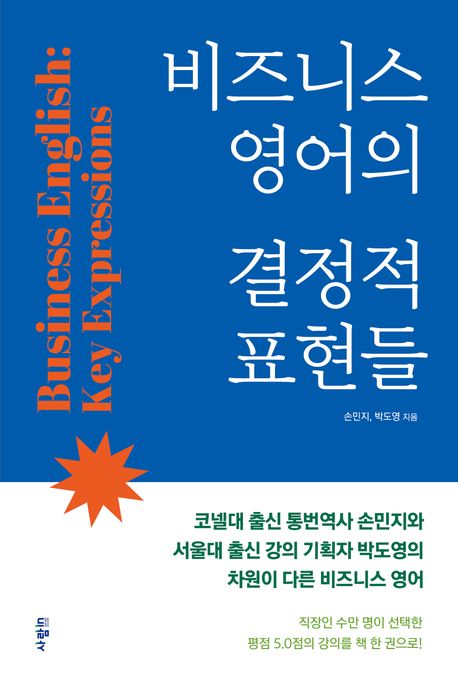 Business English:
Key Expressions
비즈니스
영어의
결정적
표현들
손민지, 박도영 지음
코넬대 출신 통번역사 손민지와
서울대 출신 강의 기획자 박도영의
차원이 다른 비즈니스 영어
직장인 수만 명이 선택한
평점 5.0점의 강의를 책 한 권으로!
사람in